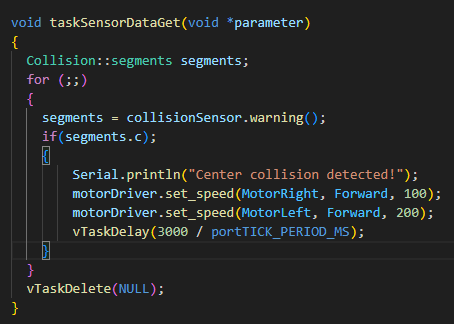 void taskSensorDataGet(void *parameter)
{
  Collision::segments segments;
  for (;;)
  {
    segments = collisionSensor.warning();
    if(segments.c);
    {
        Serial.println("Center collision detected!");
        motorDriver.set_speed(MotorRight, Forward, 100);
        motorDriver.set_speed(MotorLeft, Forward, 200);
        vTaskDelay(3000 / portTICK_PERIOD_MS);
    }
  }
  vTaskDelete(NULL);
}